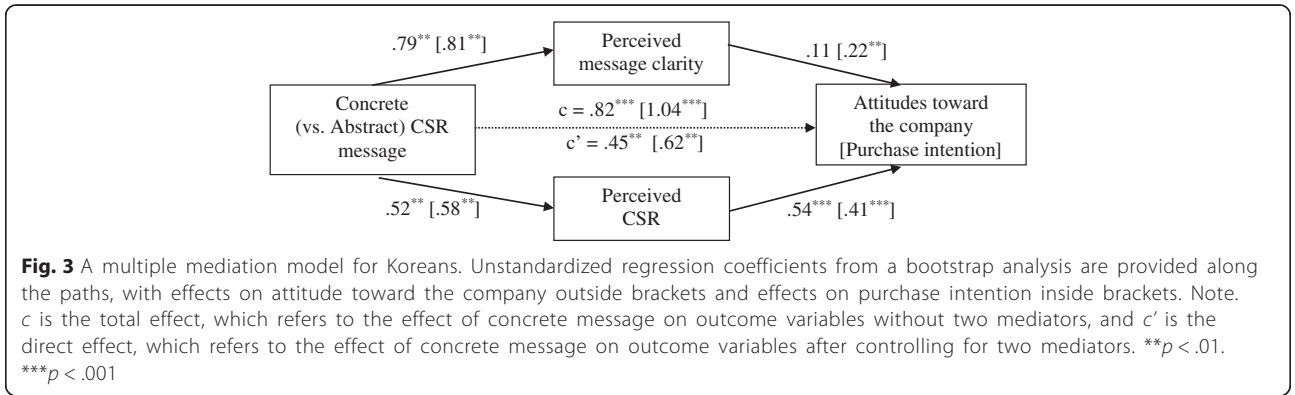 .79** [.81**]
Perceived
message clarity
.11 [.22**]
Concrete
(vs. Abstract) CSR
message
c = .82*** [1.04***]
c' = .45** [.62**]
Attitudes toward
the company
[Purchase intention]
.52** [.58**]
Perceived
CSR
.54*** [.41***]
Fig. 3 A multiple mediation model for Koreans. Unstandardized regression coefficients from a bootstrap analysis are provided along
the paths, with effects on attitude toward the company outside brackets and effects on purchase intention inside brackets. Note.
c is the total effect, which refers to the effect of concrete message on outcome variables without two mediators, and c’ is the
direct effect, which refers to the effect of concrete message on outcome variables after controlling for two mediators. **p < .01.
***p < .001